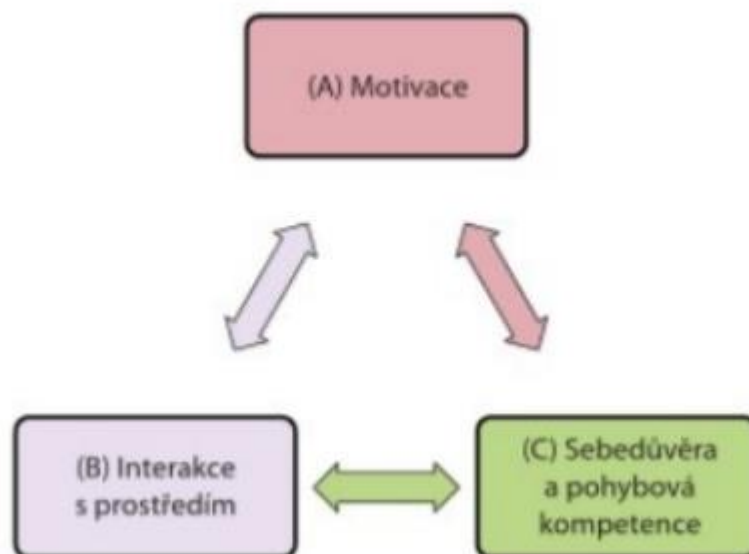 (A) Motivace
(B) Interakce
s prostředím
(C) Sebedůvěra
a pohybová
kompetence